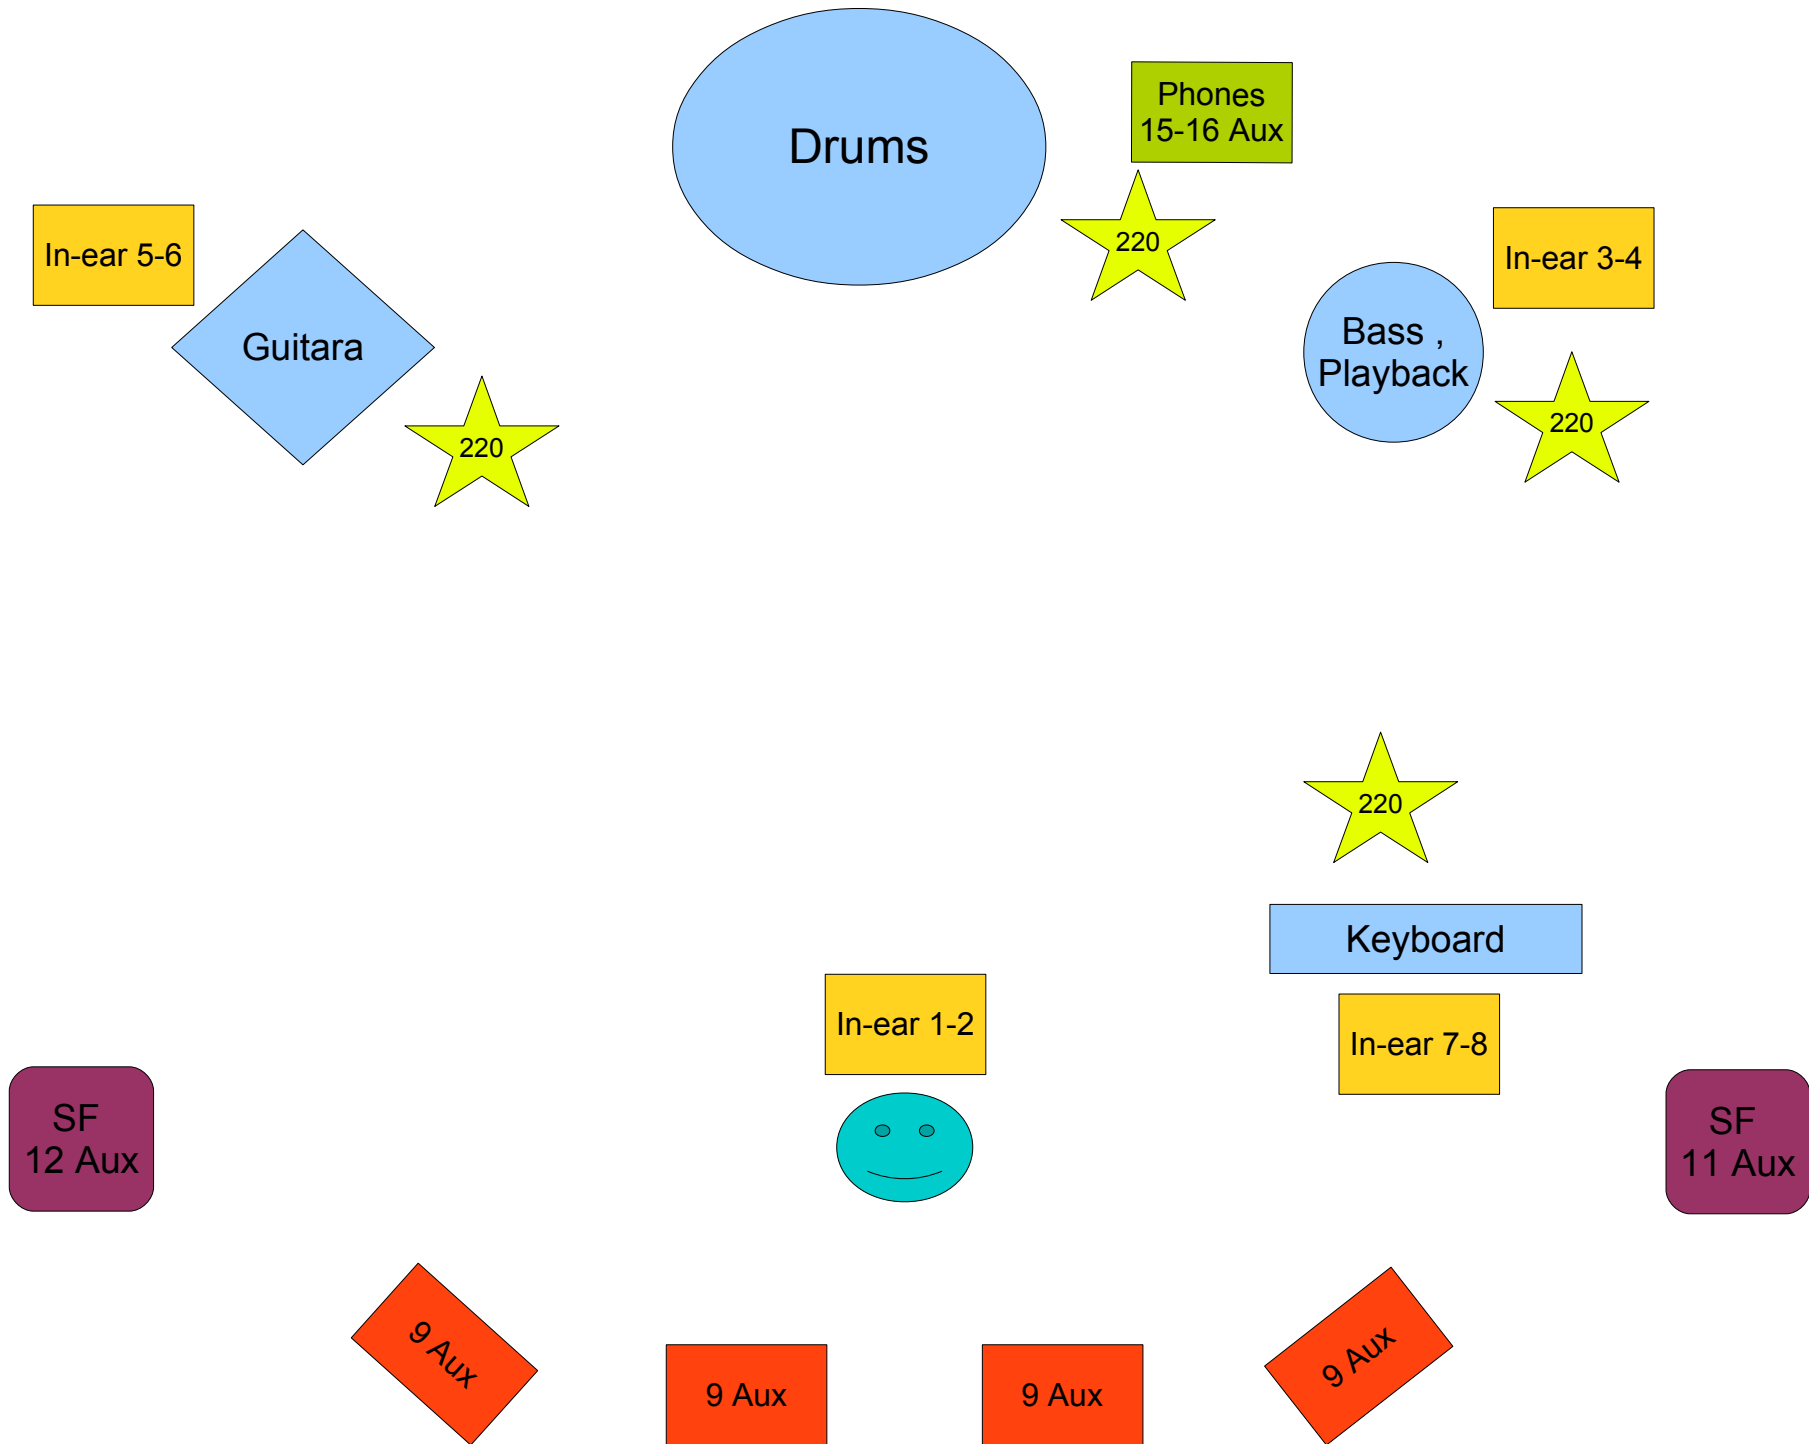 Drums
Phones
15-16 Aux
220
In-ear 5-6
In-ear 3-4
Guitara
Bass ,
Playback
220
220
220
Keyboard
In-ear 1-2
In-ear 7-8
SF
12 Aux
SF
11 Aux
9 Aux
9 Aux
9 Aux
9 Aux